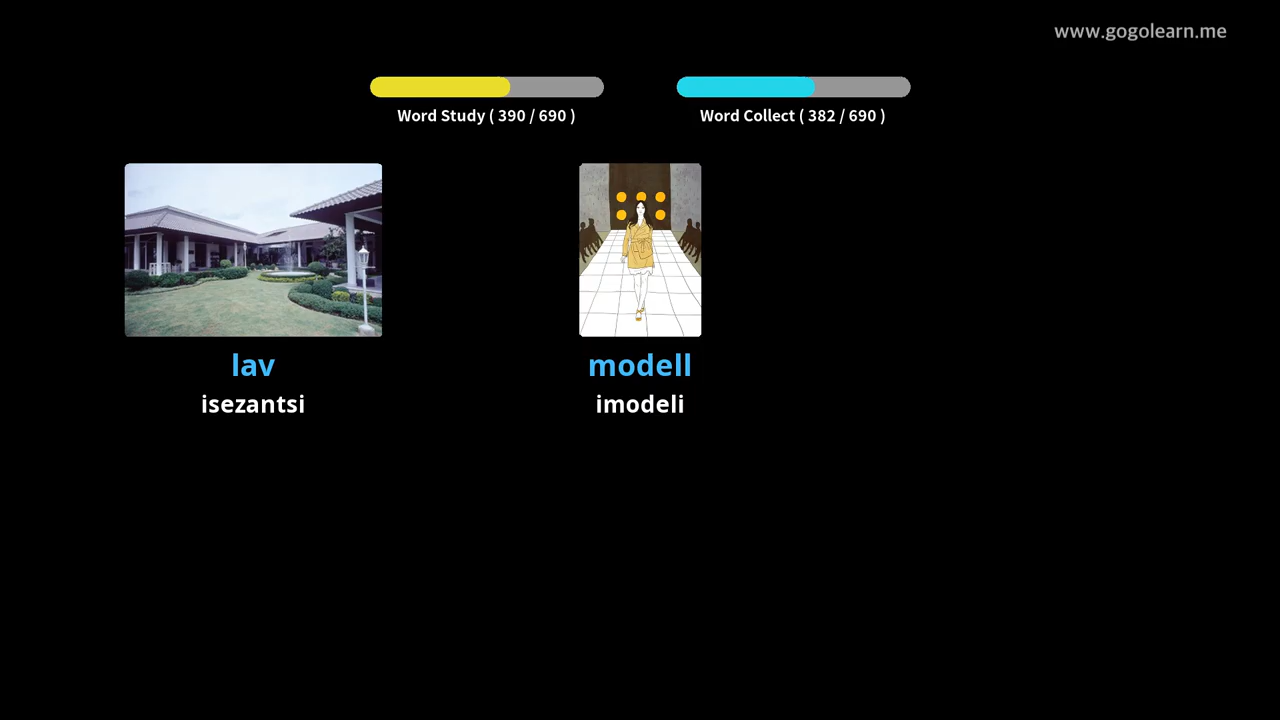 www.gogolearn.me
Word Study ( 390 / 690 )
Word Collect ( 382 / 690 )
lav
isezantsi
modell
imodeli